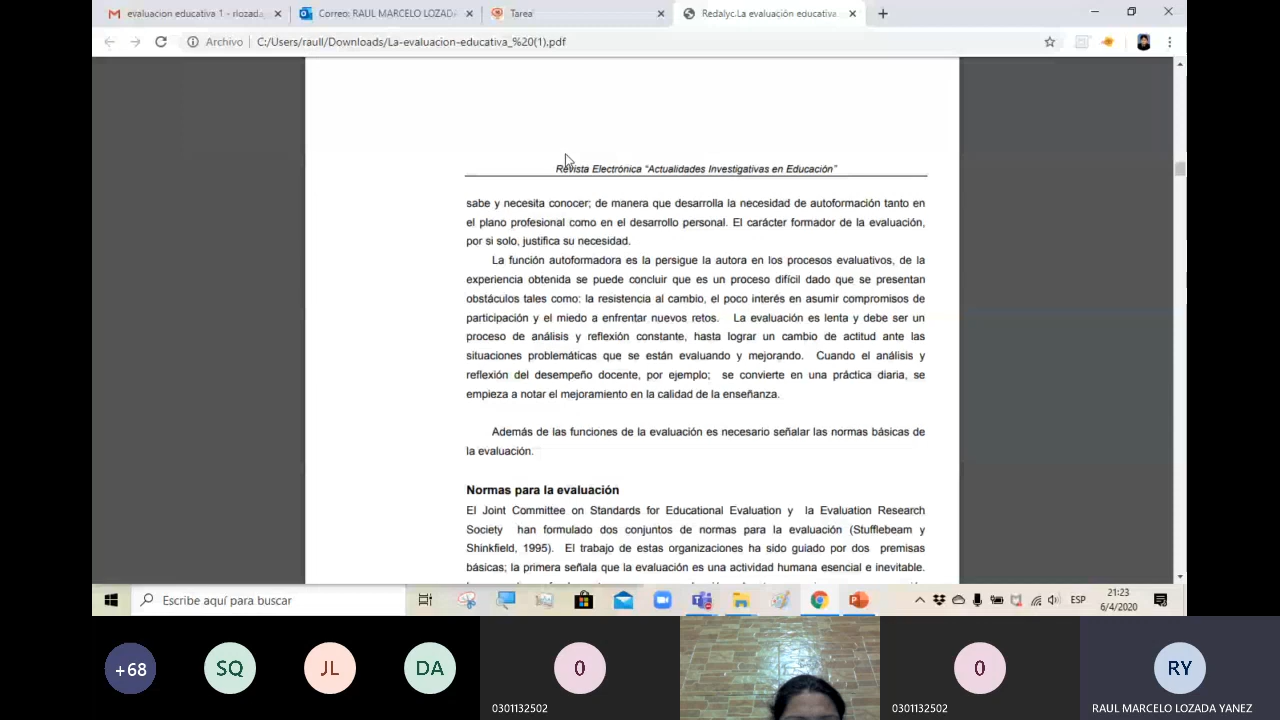 evaluacion educativa 1 - rlozada
Correo: RAUL MARCELO LOZADA
Tarea
Redalyc.La evaluación educativa
Archivo
C:/Users/raull/Downloads/La-evaluacion-educativa_%20(1).pdf
Revista Electrónica "Actualidades Investigativas en Educación"
sabe y necesita conocer; de manera que desarrolla la necesidad de autoformación tanto en
el plano profesional como en el desarrollo personal. El carácter formador de la evaluación,
por si solo, justifica su necesidad.
La función autoformadora es la persigue la autora en los procesos evaluativos, de la
experiencia obtenida se puede concluir que es un proceso difícil dado que se presentan
obstáculos tales como: la resistencia al cambio, el poco interés en asumir compromisos de
participación y el miedo a enfrentar nuevos retos. La evaluación es lenta y debe ser un
proceso de análisis y reflexión constante, hasta lograr un cambio de actitud ante las
situaciones problemáticas que se están evaluando y mejorando. Cuando el análisis y
reflexión del desempeño docente, por ejemplo; se convierte en una práctica diaria, se
empieza a notar el mejoramiento en la calidad de la enseñanza.
Además de las funciones de la evaluación es necesario señalar las normas básicas de
la evaluación.
Normas para la evaluación
El Joint Committee on Standards for Educational Evaluation y la Evaluation Research
Society han formulado dos conjuntos de normas para la evaluación (Stufflebeam y
Shinkfield, 1995). El trabajo de estas organizaciones ha sido guiado por dos premisas
básicas; la primera señala que la evaluación es una actividad humana esencial e inevitable.
Escribe aquí para buscar
ESP
21:23
6/4/2020
+68
SQ
JL
DA
0
0301132502
0
0301132502
RY
RAUL MARCELO LOZADA YANEZ